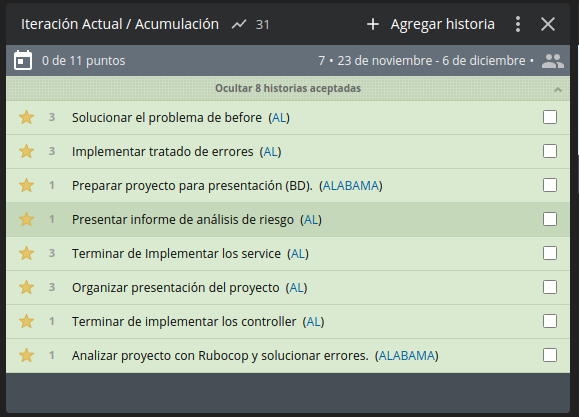 Iteración Actual / Acumulación 31 + Agregar historia
0 de 11 puntos 7 • 23 de noviembre - 6 de diciembre •
Ocultar 8 historias aceptadas
3 Solucionar el problema de before (AL)
3 Implementar tratado de errores (AL)
1 Preparar proyecto para presentación (BD). (ALABAMA)
1 Presentar informe de análisis de riesgo (AL)
3 Terminar de Implementar los service (AL)
3 Organizar presentación del proyecto (AL)
1 Terminar de implementar los controller (AL)
1 Analizar proyecto con Rubocop y solucionar errores. (ALABAMA)